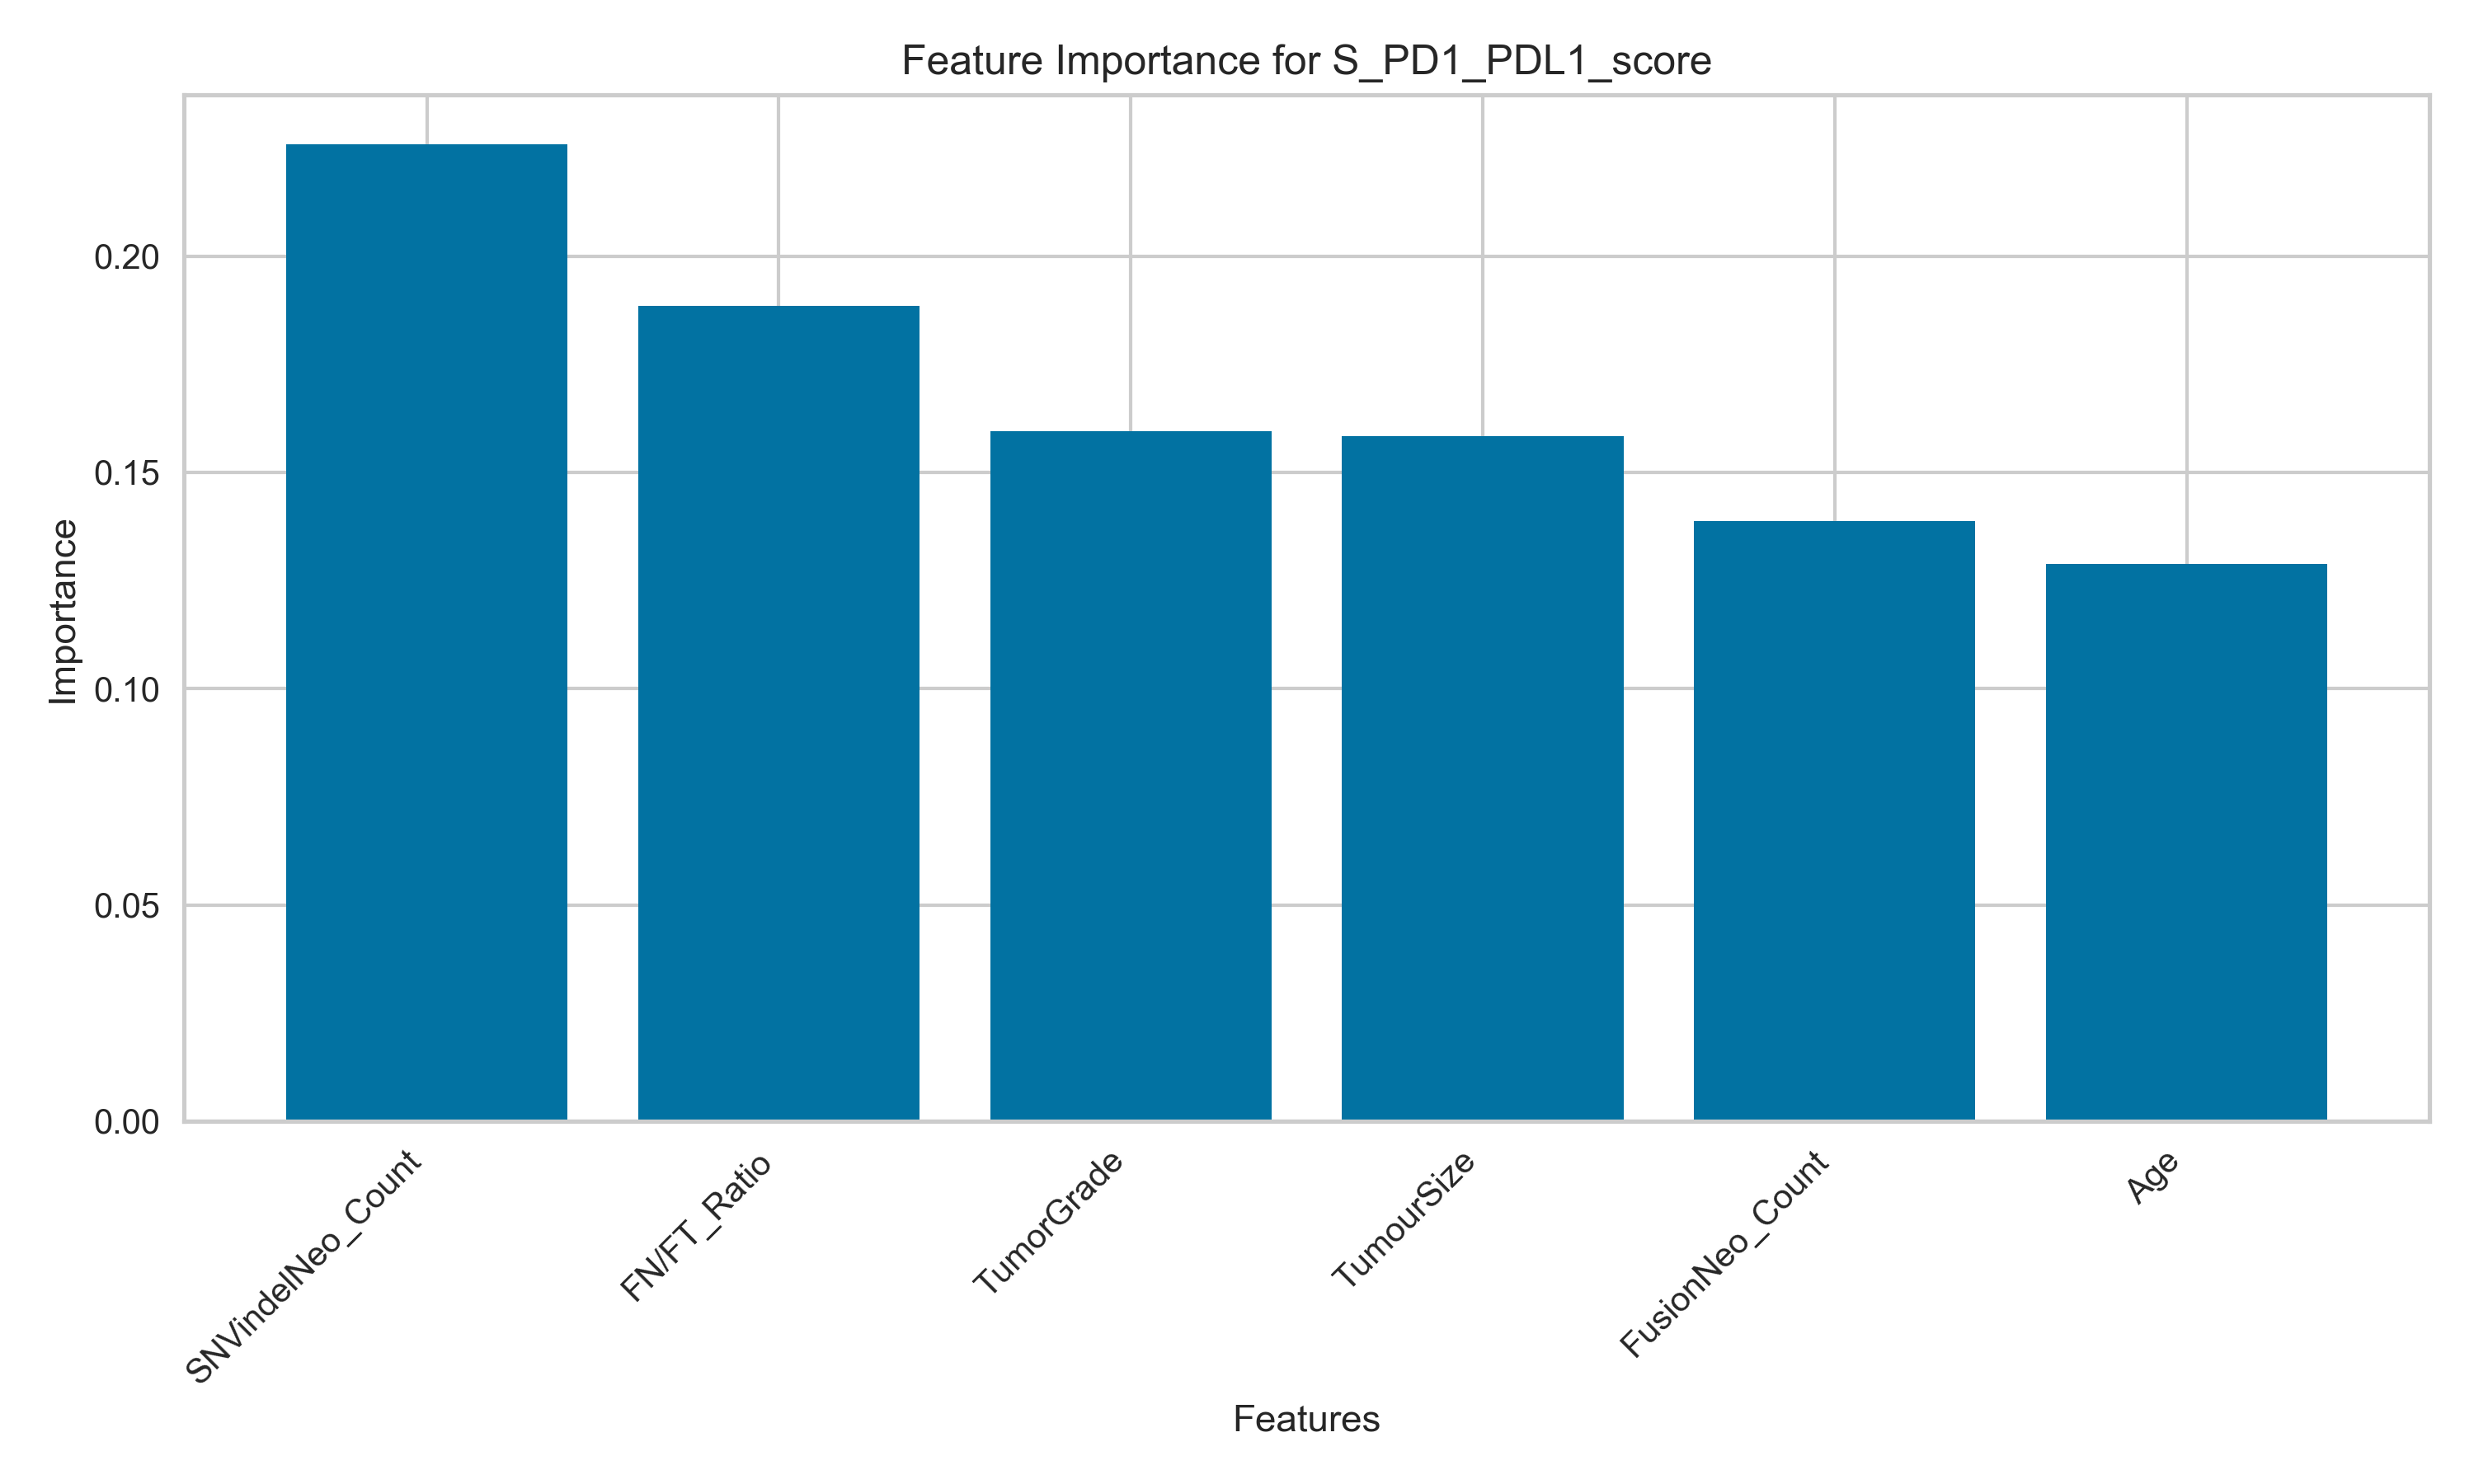 Feature Importance for S_PD1_PDL1_score
Importance
0.20
0.15
0.10
0.05
0.00
SNVindelNeo_Count
FN/FT_Ratio
TumorGrade
TumourSize
FusionNeo_Count
Age
Features